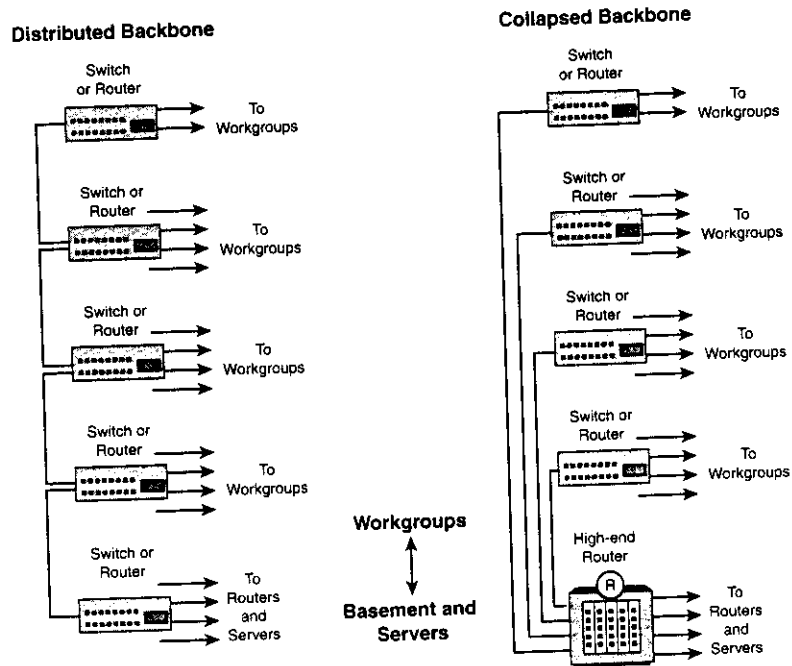 Distributed Backbone
Switch
or Router
To
Workgroups
Switch or
Router
To
Workgroups
Switch or
Router
To
Workgroups
Switch or
Router
To
Workgroups
Switch or
Router
To
Routers
and
Servers
Workgroups
Basement and
Servers
Collapsed Backbone
Switch
or Router
To
Workgroups
Switch or
Router
To
Workgroups
Switch or
Router
To
Workgroups
Switch or
Router
To
Workgroups
High-end
Router
R
To
Routers
and
Servers